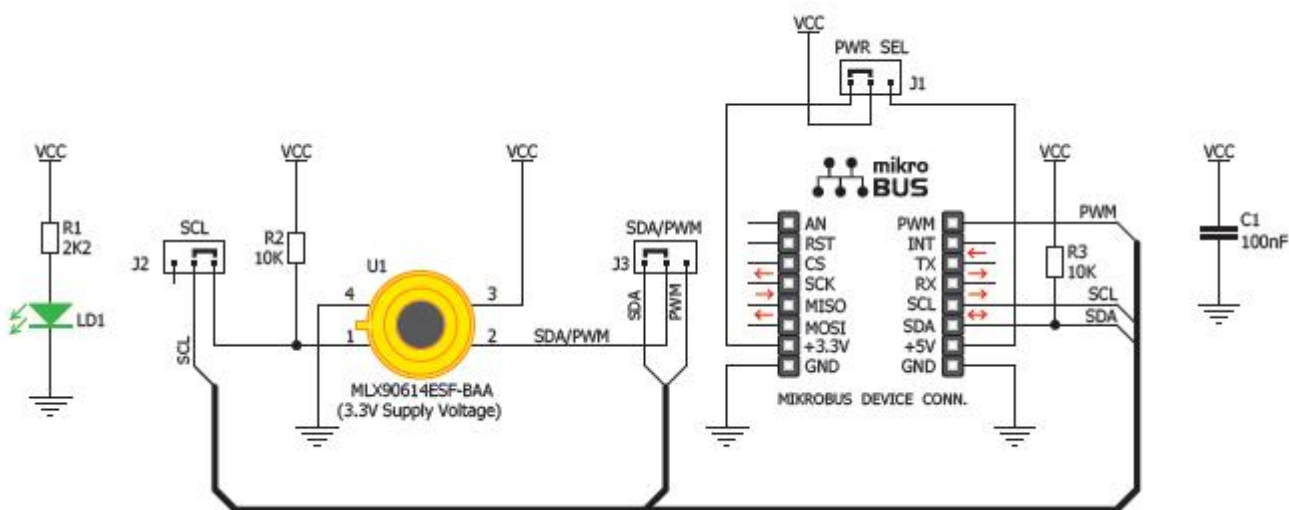 VCC
R1
2K2
LD1
J2
SCL
SCL
VCC
R2
10K
U1
4
3
1
2
VCC
MLX90614ESF-BAA
(3.3V Supply Voltage)
SDA/PWM
SDA/PWM
J3
SDA
PWM
VCC
PWR SEL
J1
mikro
BUS
AN
RST
CS
SCK
MISO
MOSI
+3.3V
GND
PWM
INT
TX
RX
SCL
SDA
+5V
GND
MIKROBUS DEVICE CONN.
VCC
R3
10K
PWM
SCL
SDA
VCC
C1
100nF